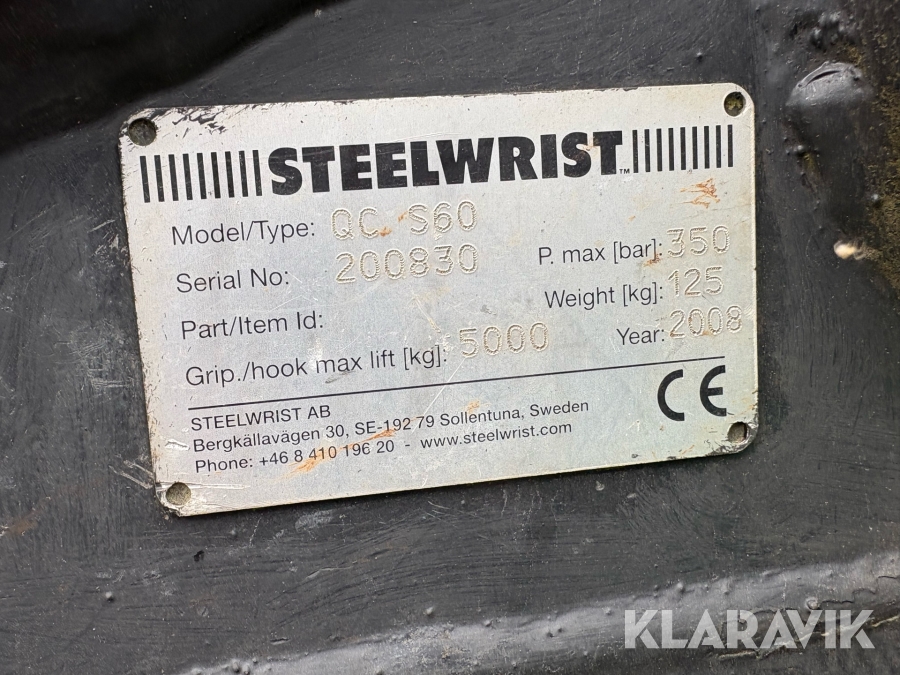 STEELWRIST™
Model/Type: QC S60
Serial No: 200830
P. max [bar]: 350
Part/Item Id:
Weight [kg]: 125
Grip./hook max lift [kg]: 5000
Year: 2008
STEELWRIST AB
Bergkällavägen 30, SE-192 79 Sollentuna, Sweden
Phone: +46 8 410 196 20 - www.steelwrist.com
CE
KLARAVIK